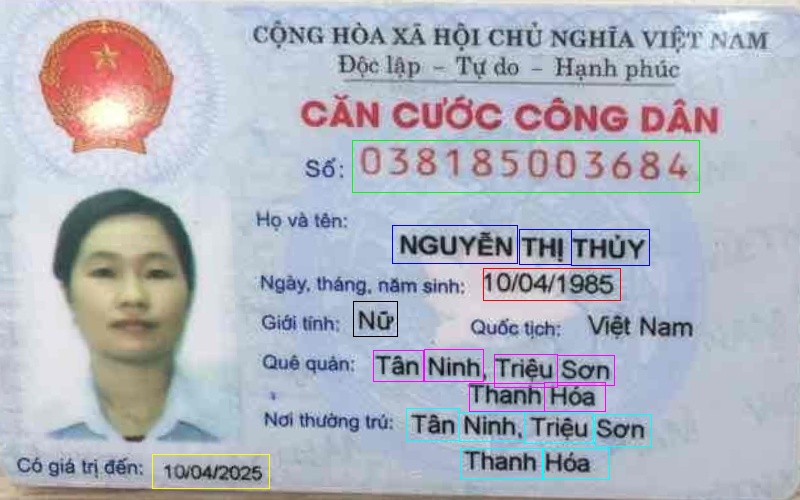 CỘNG HÒA XÃ HỘI CHỦ NGHĨA VIỆT NAM
Độc lập - Tự do - Hạnh phúc
CĂN CƯỚC CÔNG DÂN
Số: 038185003684
Họ và tên:
NGUYỄN THỊ THỦY
Ngày, tháng, năm sinh: 10/04/1985
Giới tính: Nữ Quốc tịch: Việt Nam
Quê quán: Tân Ninh, Triệu Sơn
Thanh Hóa
Nơi thường trú: Tân Ninh, Triệu Sơn
Thanh Hóa
Có giá trị đến: 10/04/2025